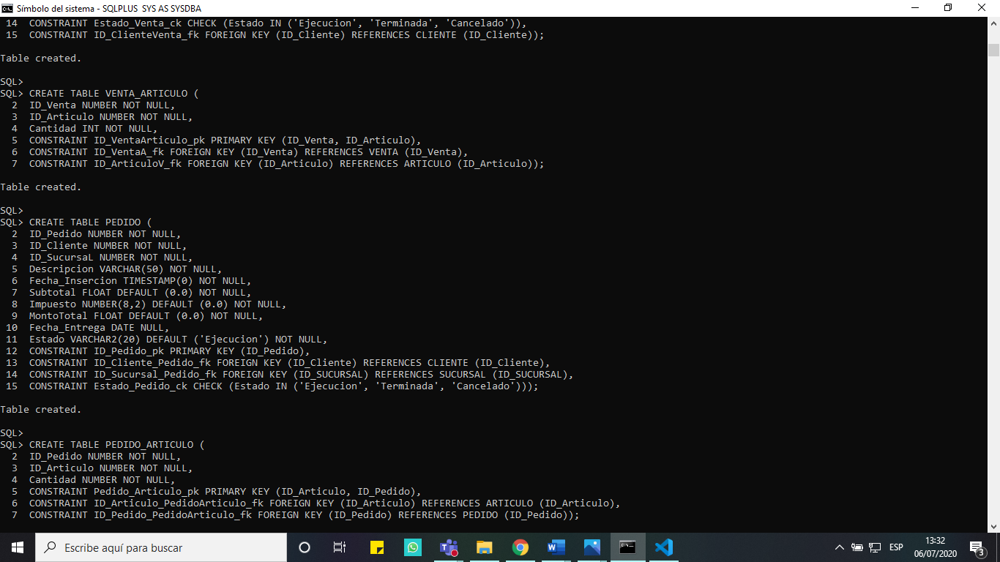 Símbolo del sistema - SQLPLUS  SYS AS SYSDBA
 14  CONSTRAINT Estado_Venta_ck CHECK (Estado IN ('Ejecucion', 'Terminada', 'Cancelado')),
 15  CONSTRAINT ID_ClienteVenta_fk FOREIGN KEY (ID_Cliente) REFERENCES CLIENTE (ID_Cliente));
Table created.
SQL>
SQL> CREATE TABLE VENTA_ARTICULO (
  2  ID_Venta NUMBER NOT NULL,
  3  ID_Articulo NUMBER NOT NULL,
  4  Cantidad INT NOT NULL,
  5  CONSTRAINT ID_VentaArticulo_pk PRIMARY KEY (ID_Venta, ID_Articulo),
  6  CONSTRAINT ID_VentaA_fk FOREIGN KEY (ID_Venta) REFERENCES VENTA (ID_Venta),
  7  CONSTRAINT ID_ArticuloV_fk FOREIGN KEY (ID_Articulo) REFERENCES ARTICULO (ID_Articulo));
Table created.
SQL>
SQL> CREATE TABLE PEDIDO (
  2  ID_Pedido NUMBER NOT NULL,
  3  ID_Cliente NUMBER NOT NULL,
  4  ID_SucursaL NUMBER NOT NULL,
  5  Descripcion VARCHAR(50) NOT NULL,
  6  Fecha_Insercion TIMESTAMP(0) NOT NULL,
  7  Subtotal FLOAT DEFAULT (0.0) NOT NULL,
  8  Impuesto NUMBER(8,2) DEFAULT (0.0) NOT NULL,
  9  MontoTotal FLOAT DEFAULT (0.0) NOT NULL,
 10  Fecha_Entrega DATE NULL,
 11  Estado VARCHAR2(20) DEFAULT ('Ejecucion') NOT NULL,
 12  CONSTRAINT ID_Pedido_pk PRIMARY KEY (ID_Pedido),
 13  CONSTRAINT ID_Cliente_Pedido_fk FOREIGN KEY (ID_Cliente) REFERENCES CLIENTE (ID_Cliente),
 14  CONSTRAINT ID_Sucursal_Pedido_fk FOREIGN KEY (ID_SUCURSAL) REFERENCES SUCURSAL (ID_SUCURSAL),
 15  CONSTRAINT Estado_Pedido_ck CHECK (Estado IN ('Ejecucion', 'Terminada', 'Cancelado')));
Table created.
SQL>
SQL> CREATE TABLE PEDIDO_ARTICULO (
  2  ID_Pedido NUMBER NOT NULL,
  3  ID_Articulo NUMBER NOT NULL,
  4  Cantidad NUMBER NOT NULL,
  5  CONSTRAINT Pedido_Articulo_pk PRIMARY KEY (ID_Articulo, ID_Pedido),
  6  CONSTRAINT ID_Articulo_PedidoArticulo_fk FOREIGN KEY (ID_Articulo) REFERENCES ARTICULO (ID_Articulo),
  7  CONSTRAINT ID_Pedido_PedidoArticulo_fk FOREIGN KEY (ID_Pedido) REFERENCES PEDIDO (ID_Pedido));
Escribe aquí para buscar
ESP
13:32
06/07/2020
3